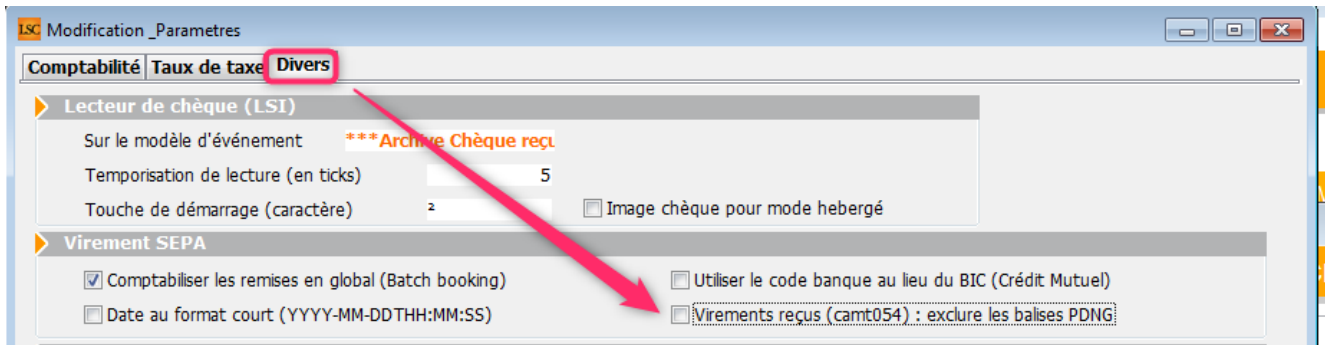 LSC Modification _Parametres
Comptabilité Taux de taxe Divers
Lecteur de chèque (LSI)
Sur le modèle d'événement ***Archive Chèque reçu
Temporisation de lecture (en ticks) 5
Touche de démarrage (caractère) ² Image chèque pour mode hebergé
Virement SEPA
Comptabiliser les remises en global (Batch booking) Utiliser le code banque au lieu du BIC (Crédit Mutuel)
Date au format court (YYYY-MM-DDTHH:MM:SS) Virements reçus (camt054) : exclure les balises PDNG